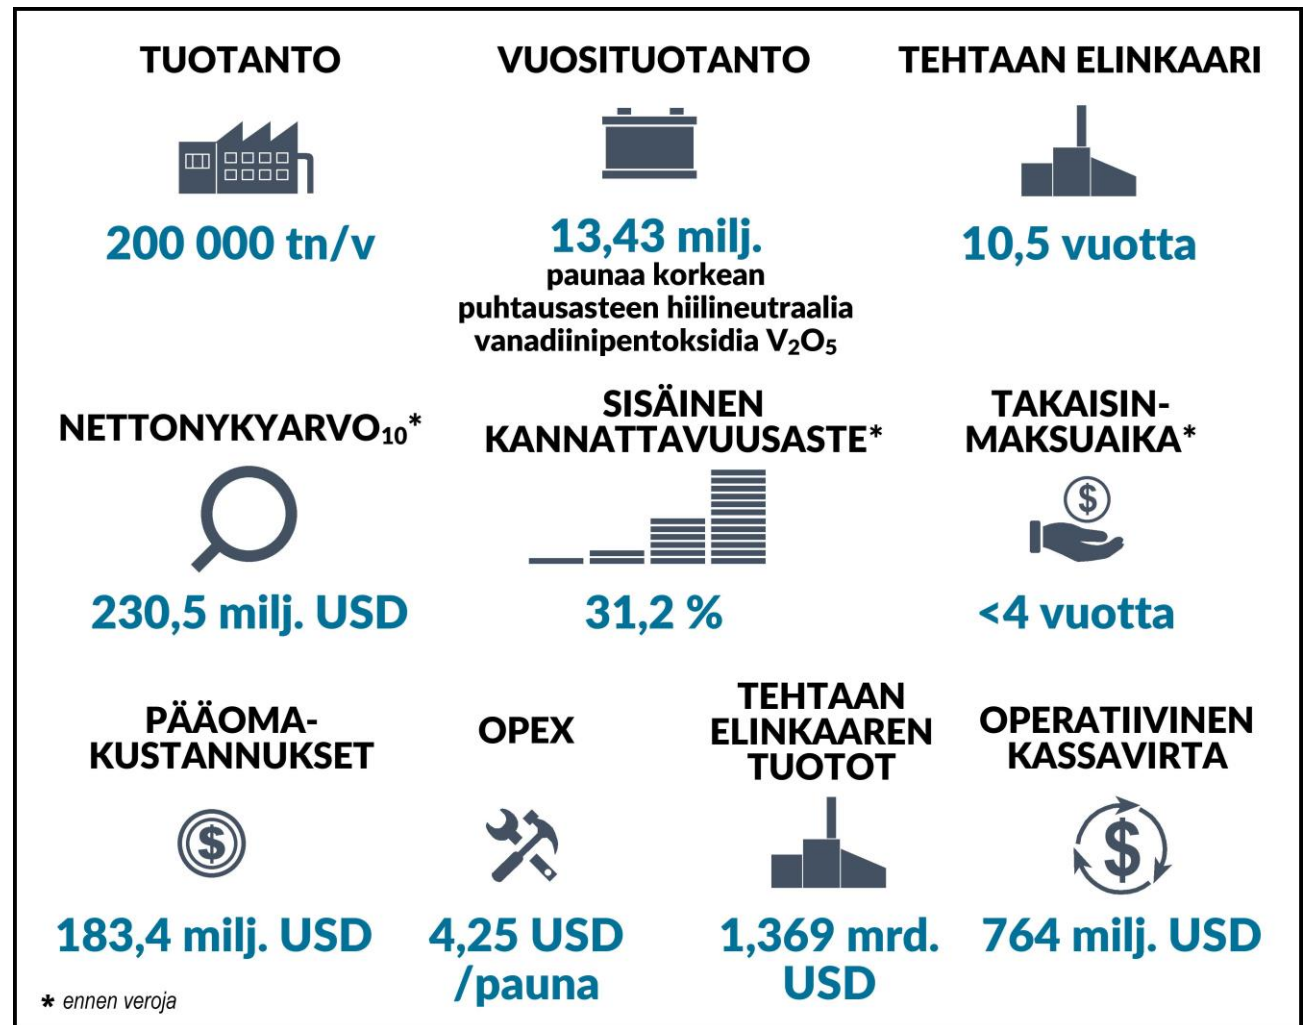 TUOTANTO
200 000 tn/v
VUOSITUOTANTO
13,43 milj.
paunaa korkean
puhtausasteen hiilineutraalia
vanadiinipentoksidia V₂O₅
TEHTAAN ELINKAARI
10,5 vuotta
NETTONYKYARVO₁₀*
230,5 milj. USD
SISÄINEN
KANNATTAVUUSASTE*
31,2 %
TAKAISIN-
MAKSUAIKA*
$
<4 vuotta
PÄÄOMA-
KUSTANNUKSET
$
183,4 milj. USD
OPEX
4,25 USD
/pauna
TEHTAAN
ELINKAAREN
TUOTOT
1,369 mrd.
USD
OPERATIIVINEN
KASSAVIRTA
$
764 milj. USD
* ennen veroja